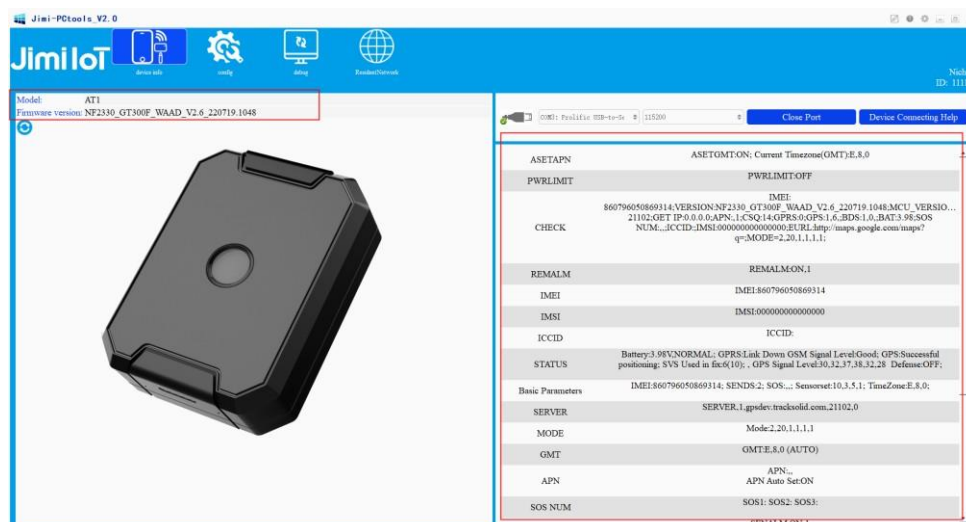 Jimi-PCtools_V2.0
Jimi IoT
device info
config
debug
ResidentNetwork
ID: 111
Model: AT1
Firmware version: NF2330_GT300F_WAAD_V2.6_220719.1048
COM3: Prolific USB-to-Se
115200
Close Port
Device Connecting Help
ASETAPN
ASETGMT:ON; Current Timezone(GMT):E,8,0
PWRLIMIT
PWRLIMIT:OFF
CHECK
IMEI:
860796050869314;VERSION:NF2330_GT300F_WAAD_V2.6_220719.1048;MCU_VERSIO...
21102;GET IP:0.0.0.0;APN:,1;CSQ:14;GPRS:0;GPS:1,6,;BDS:1,0,;BAT:3.98;SOS
NUM:,,;ICCID:;IMSI:000000000000000;EURL:http://maps.google.com/maps?
q=;MODE=2,20,1,1,1,1;
REMALM
REMALM:ON,1
IMEI
IMEI:860796050869314
IMSI
IMSI:000000000000000
ICCID
ICCID:
STATUS
Battery:3.98V,NORMAL; GPRS:Link Down GSM Signal Level:Good; GPS:Successful
positioning; SVS Used in fix:6(10); , GPS Signal Level:30,32,37,38,32,28 Defense:OFF;
Basic Parameters
IMEI:860796050869314; SENDS:2; SOS:,,; Sensorset:10,3,5,1; TimeZone:E,8,0;
SERVER
SERVER,1,gpsdev.tracksolid.com,21102,0
MODE
Mode:2,20,1,1,1,1
GMT
GMT:E,8,0 (AUTO)
APN
APN:,,
APN Auto Set:ON
SOS NUM
SOS1: SOS2: SOS3: